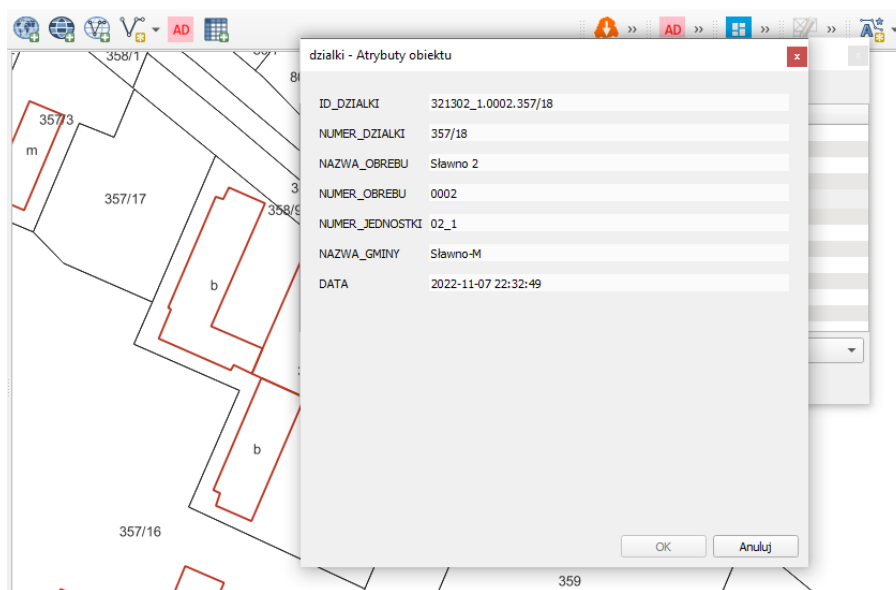 AD
AD
358/1
357/3
m
357/17
358/9
b
b
357/16
359
działki - Atrybuty obiektu
ID_DZIALKI 321302_1.0002.357/18
NUMER_DZIALKI 357/18
NAZWA_OBREBU Sławno 2
NUMER_OBREBU 0002
NUMER_JEDNOSTKI 02_1
NAZWA_GMINY Sławno-M
DATA 2022-11-07 22:32:49
OK Anuluj